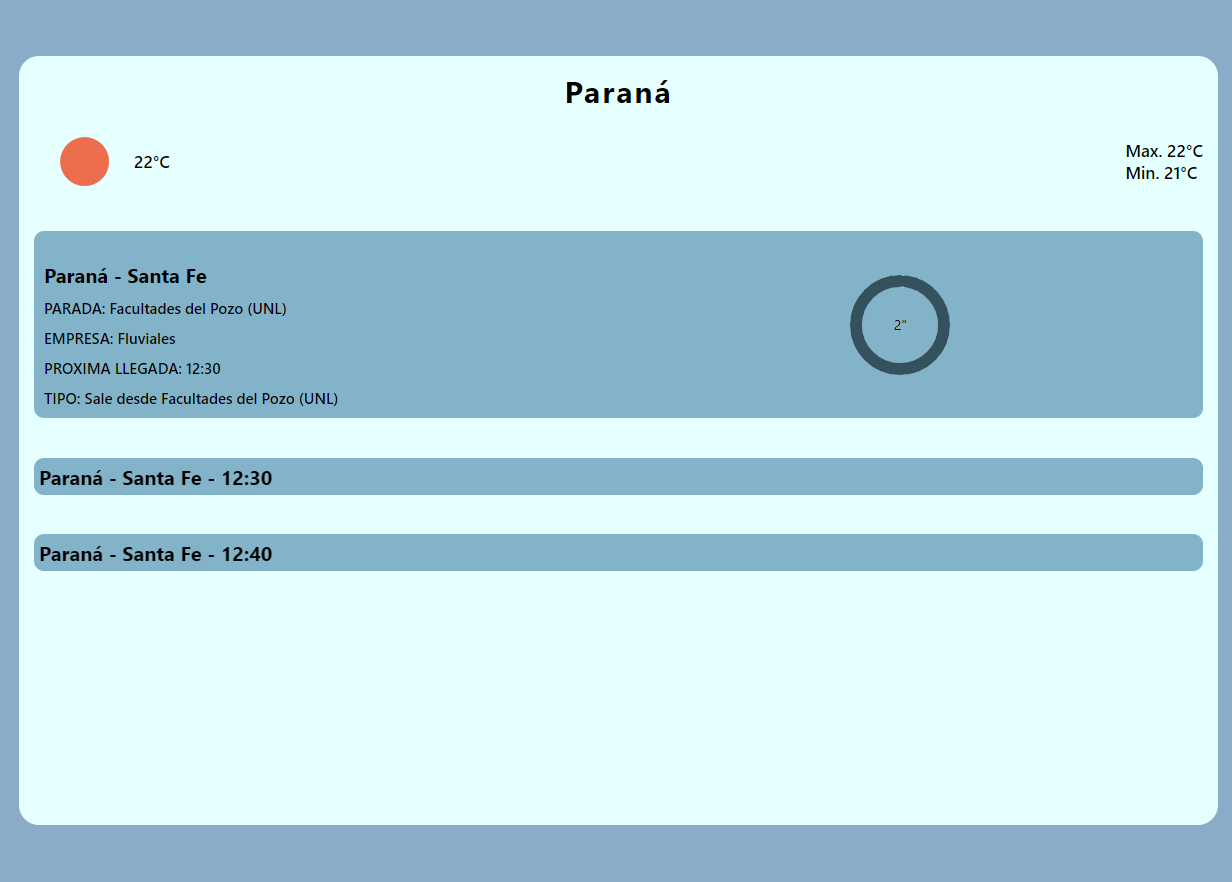 Paraná
22°C
Max. 22°C
Min. 21°C
Paraná - Santa Fe
PARADA: Facultades del Pozo (UNL)
EMPRESA: Fluviales
PROXIMA LLEGADA: 12:30
TIPO: Sale desde Facultades del Pozo (UNL)
2"
Paraná - Santa Fe - 12:30
Paraná - Santa Fe - 12:40